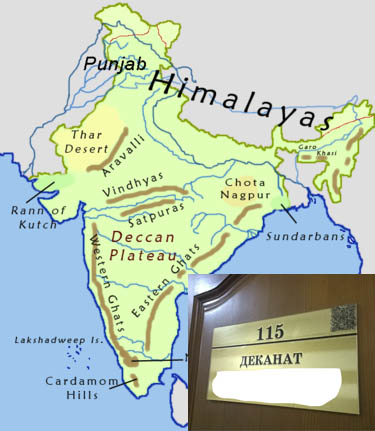 Punjab
Himalayas
Thar
Desert
Aravalli
Garo
Khasi
Vindhyas
Chota
Nagpur
Rann of
Kutch
Satpuras
Deccan
Plateau
Sundarbans
Western Ghats
Eastern Ghats
Lakshadweep Is.
Cardamom
Hills
115
ДЕКАНАТ